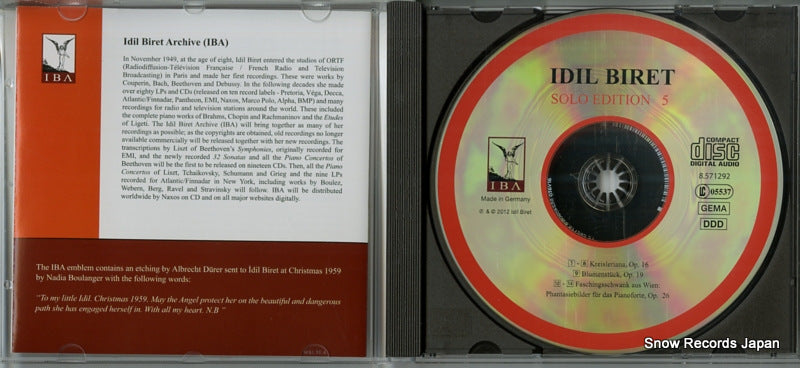 IBA
Idil Biret Archive (IBA)
In November 1949, at the age of eight, Idil Biret entered the studios of ORTF
(Radiodiffusion-Télévision Française / French Radio and Television
Broadcasting) in Paris and made her first recordings. These were works by
Couperin, Bach, Beethoven and Debussy. In the following decades she made
over eighty LPs and CDs (released on ten record labels - Pretoria, Véga, Decca,
Atlantic/Finnadar, Pantheon, EMI, Naxos, Marco Polo, Alpha, BMP) and many
recordings for radio and television stations around the world. These included
the complete piano works of Brahms, Chopin and Rachmaninov and the Etudes
of Ligeti. The Idil Biret Archive (IBA) will bring together as many of her
recordings as possible; as the copyrights are obtained, old recordings no longer
available commercially will be released together with her new recordings. The
transcriptions by Liszt of Beethoven's Symphonies, originally recorded for
EMI, and the newly recorded 32 Sonatas and all the Piano Concertos of
Beethoven will be the first to be released on nineteen CDs. Then, all the Piano
Concertos of Liszt, Tchaikovsky, Schumann and Grieg and the nine LPs
recorded for Atlantic/Finnadar in New York, including works by Boulez,
Webern, Berg, Ravel and Stravinsky will follow. IBA will be distributed
worldwide by Naxos on CD and on all major websites digitally.
The IBA emblem contains an etching by Albrecht Dürer sent to İdil Biret at Christmas 1959
by Nadia Boulanger with the following words:
"To my little Idil. Christmas 1959. May the Angel protect her on the beautiful and dangerous
path she has engaged herself in. With all my heart. N.B "
IDIL BIRET
SOLO EDITION · 5
IBA
Made in Germany
℗ & © 2012 Idil Biret
COMPACT
disc
DIGITAL AUDIO
8.571292
LC 05537
GEMA
DDD
1 - 8 Kreisleriana, Op. 16
9 Blumenstück, Op. 19
10 - 14 Faschingsschwank aus Wien:
Phantasiebilder für das Pianoforte, Op. 26
Snow Records Japan